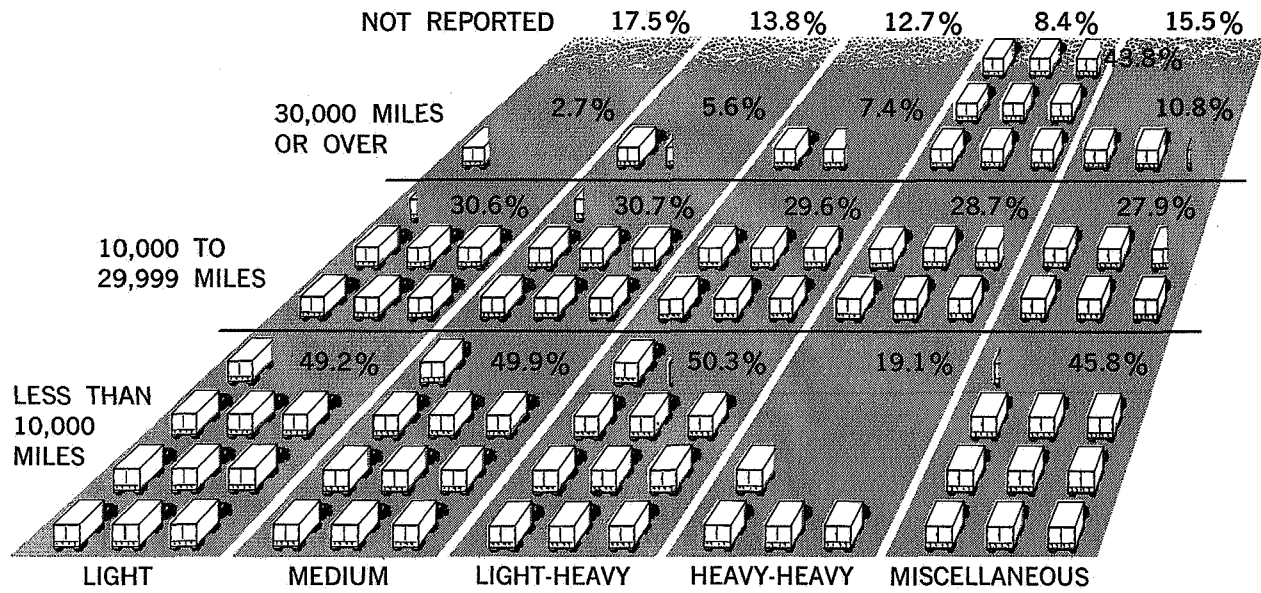 NOT REPORTED 17.5% 13.8% 12.7% 8.4% 15.5%
43.8%
30,000 MILES 2.7% 5.6% 7.4% 10.8%
OR OVER
30.6% 30.7% 29.6% 28.7% 27.9%
10,000 TO
29,999 MILES
49.2% 49.9% 50.3% 19.1% 45.8%
LESS THAN
10,000
MILES
LIGHT MEDIUM LIGHT-HEAVY HEAVY-HEAVY MISCELLANEOUS